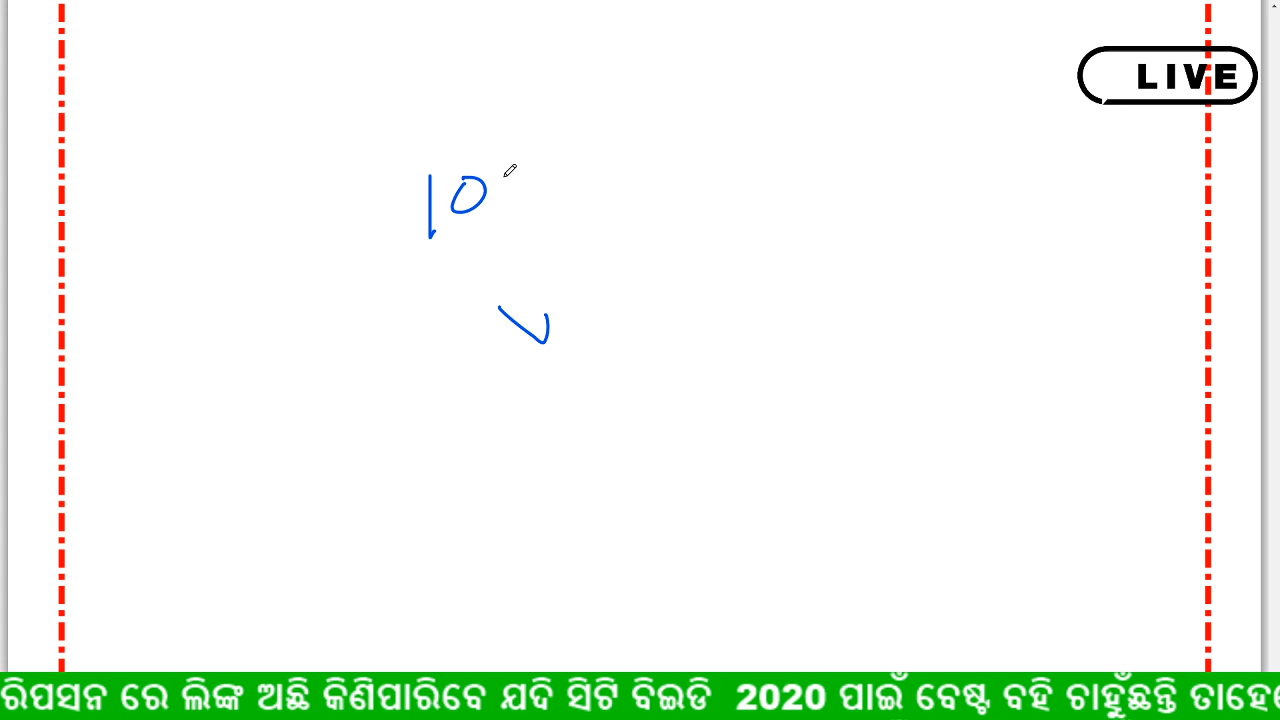 LIVE
10
ରିପସନ ରେ ଲିଙ୍କ ଅଛି କିଣିପାରିବେ ଯଦି ସିଟି ବିଇଡି 2020 ପାଇଁ ବେଷ୍ଟ ବହି ଚାହୁଁଛନ୍ତି ତାହେ